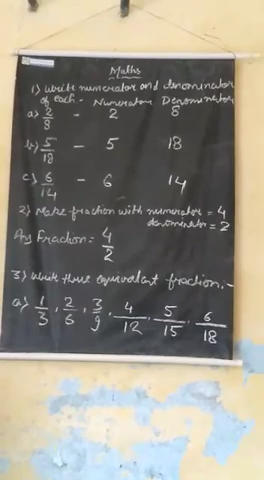 Maths
1) Write numerator and denominator
of each - Numerator Denominator
a) 2/8 - 2 8
b) 5/18 - 5 18
c) 6/14 - 6 14
2) Make fraction with numerator = 4
denominator = 2
Ans Fraction = 4/2
3) Write three equivalent fraction.-
a) 1/3, 2/6, 3/9, 4/12, 5/15, 6/18